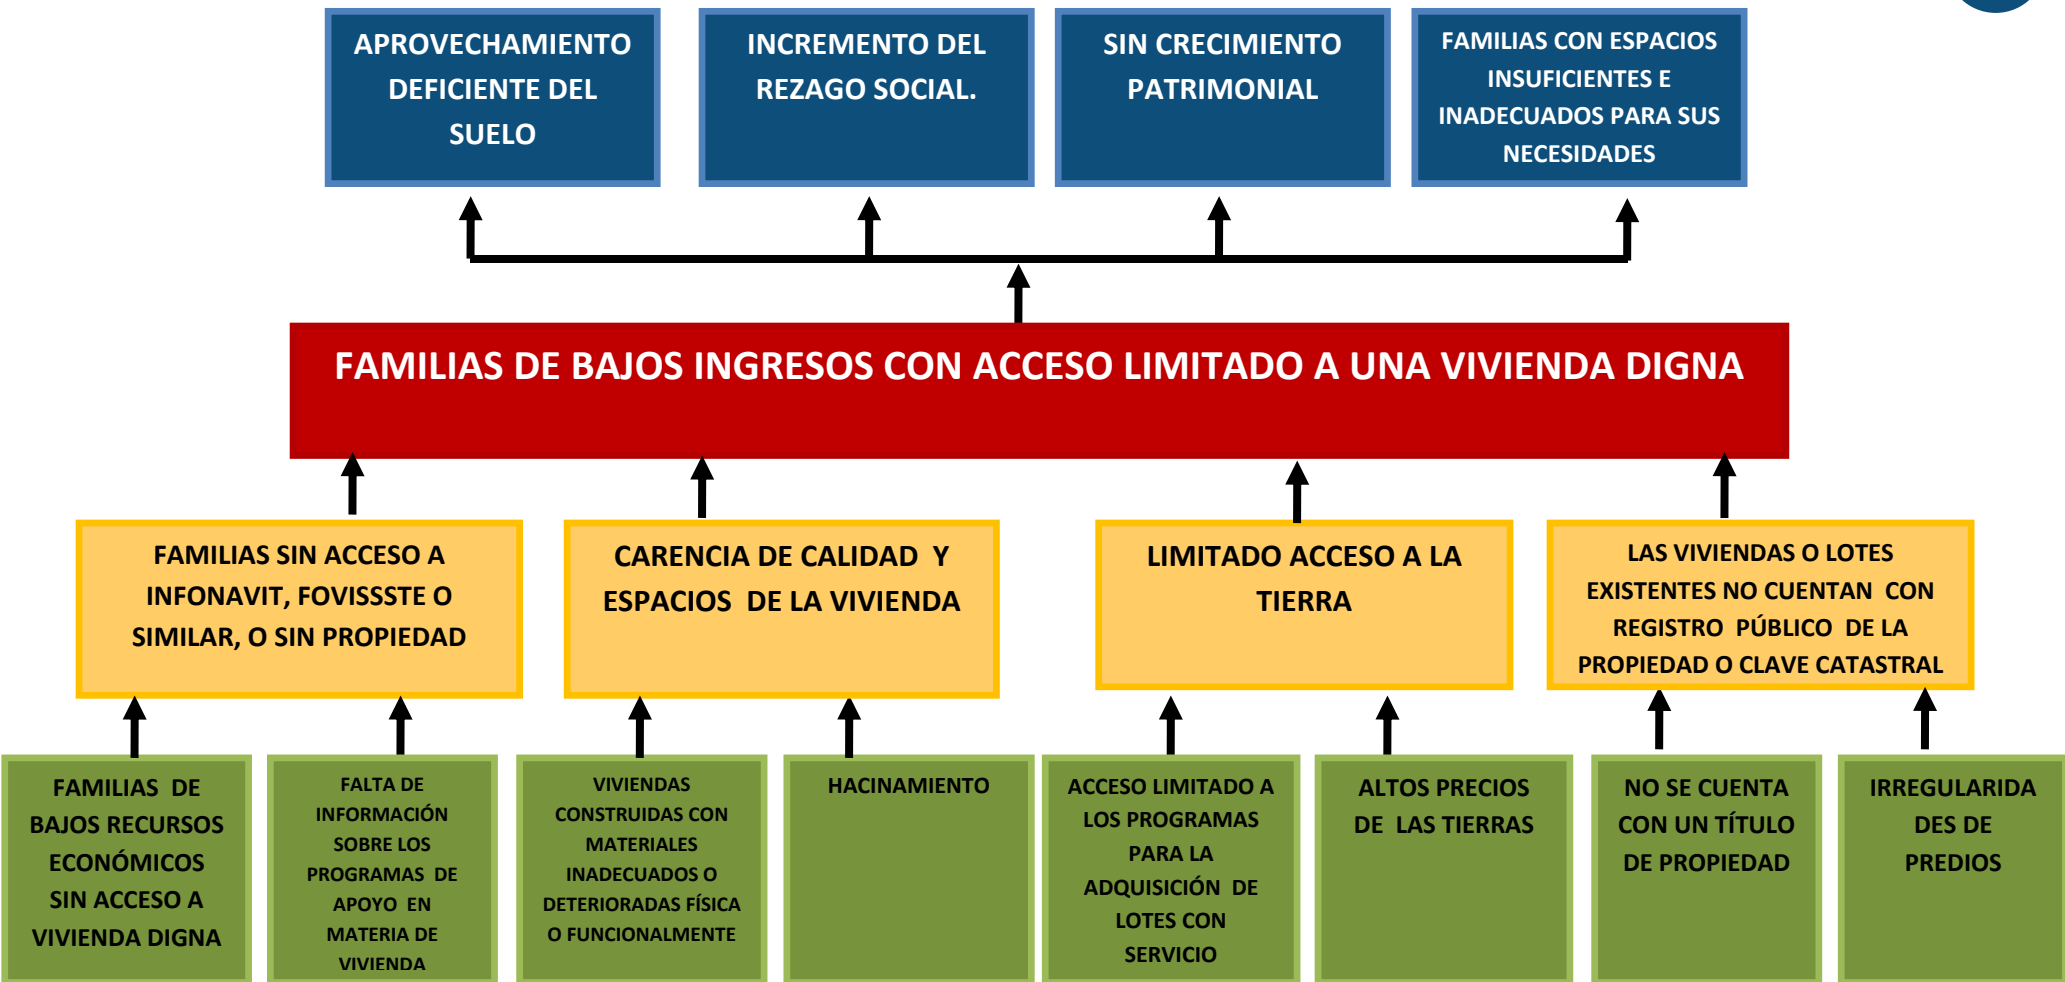 APROVECHAMIENTO
DEFICIENTE DEL
SUELO
INCREMENTO DEL
REZAGO SOCIAL.
SIN CRECIMIENTO
PATRIMONIAL
FAMILIAS CON ESPACIOS
INSUFICIENTES E
INADECUADOS PARA SUS
NECESIDADES
FAMILIAS DE BAJOS INGRESOS CON ACCESO LIMITADO A UNA VIVIENDA DIGNA
FAMILIAS SIN ACCESO A
INFONAVIT, FOVISSSTE O
SIMILAR, O SIN PROPIEDAD
CARENCIA DE CALIDAD Y
ESPACIOS DE LA VIVIENDA
LIMITADO ACCESO A LA
TIERRA
LAS VIVIENDAS O LOTES
EXISTENTES NO CUENTAN CON
REGISTRO PÚBLICO DE LA
PROPIEDAD O CLAVE CATASTRAL
FAMILIAS DE
BAJOS RECURSOS
ECONÓMICOS
SIN ACCESO A
VIVIENDA DIGNA
FALTA DE
INFORMACIÓN
SOBRE LOS
PROGRAMAS DE
APOYO EN
MATERIA DE
VIVIENDA
VIVIENDAS
CONSTRUIDAS CON
MATERIALES
INADECUADOS O
DETERIORADAS FÍSICA
O FUNCIONALMENTE
HACINAMIENTO
ACCESO LIMITADO A
LOS PROGRAMAS
PARA LA
ADQUISICIÓN DE
LOTES CON
SERVICIO
ALTOS PRECIOS
DE LAS TIERRAS
NO SE CUENTA
CON UN TÍTULO
DE PROPIEDAD
IRREGULARIDA
DES DE
PREDIOS